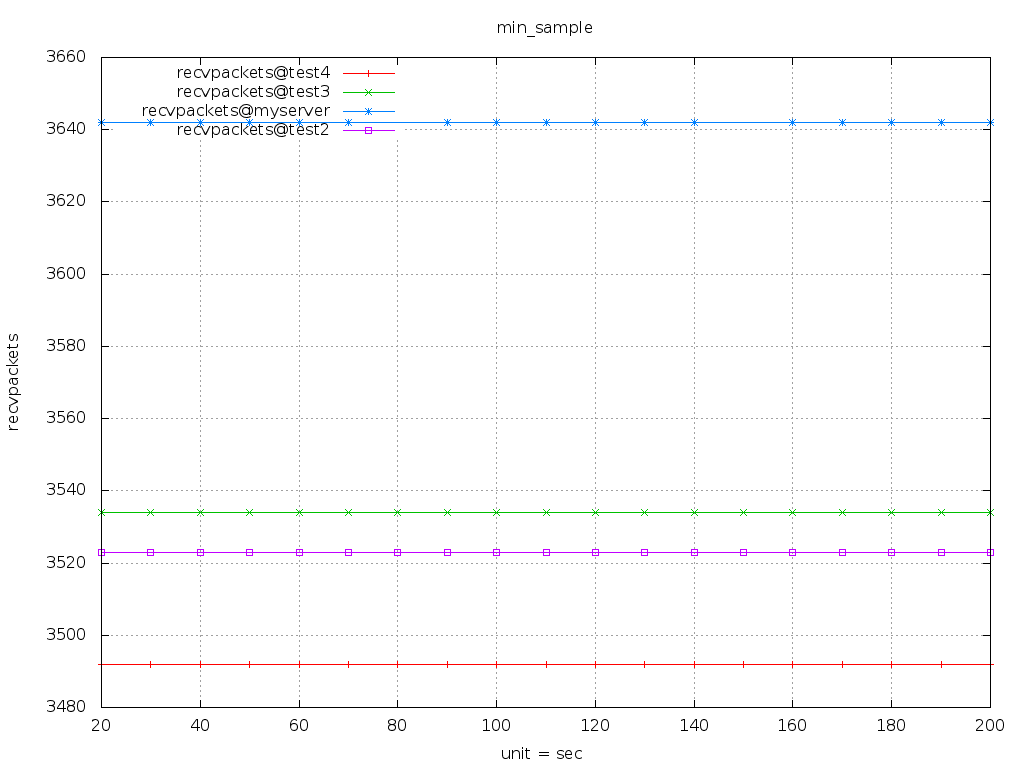 min_sample
recvpackets@test4
recvpackets@test3
recvpackets@myserver
recvpackets@test2
3660
3640
3620
3600
3580
3560
3540
3520
3500
3480
recvpackets
20 40 60 80 100 120 140 160 180 200
unit = sec